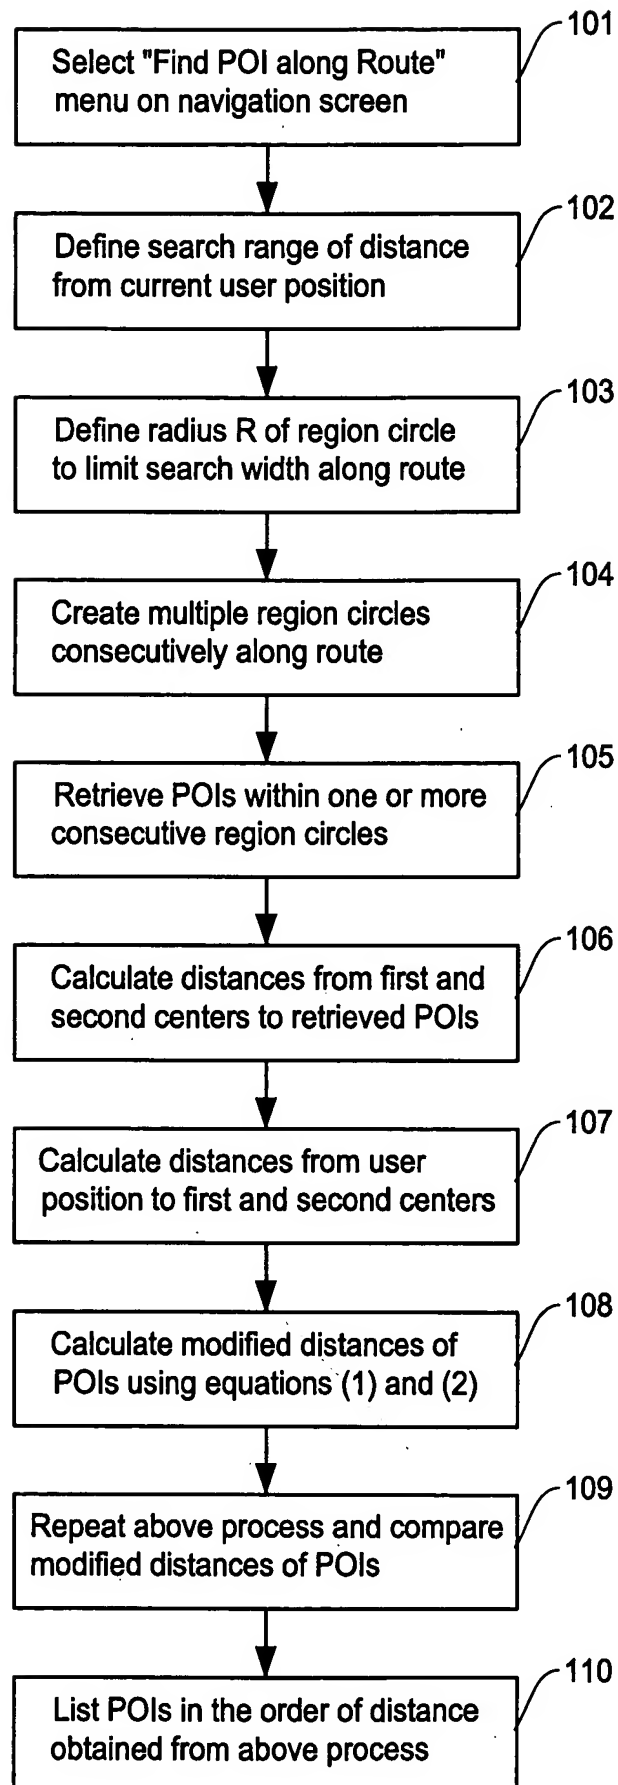 101
Select "Find POI along Route"
menu on navigation screen
102
Define search range of distance
from current user position
103
Define radius R of region circle
to limit search width along route
104
Create multiple region circles
consecutively along route
105
Retrieve POIs within one or more
consecutive region circles
106
Calculate distances from first and
second centers to retrieved POIs
107
Calculate distances from user
position to first and second centers
108
Calculate modified distances of
POIs using equations (1) and (2)
109
Repeat above process and compare
modified distances of POIs
110
List POIs in the order of distance
obtained from above process